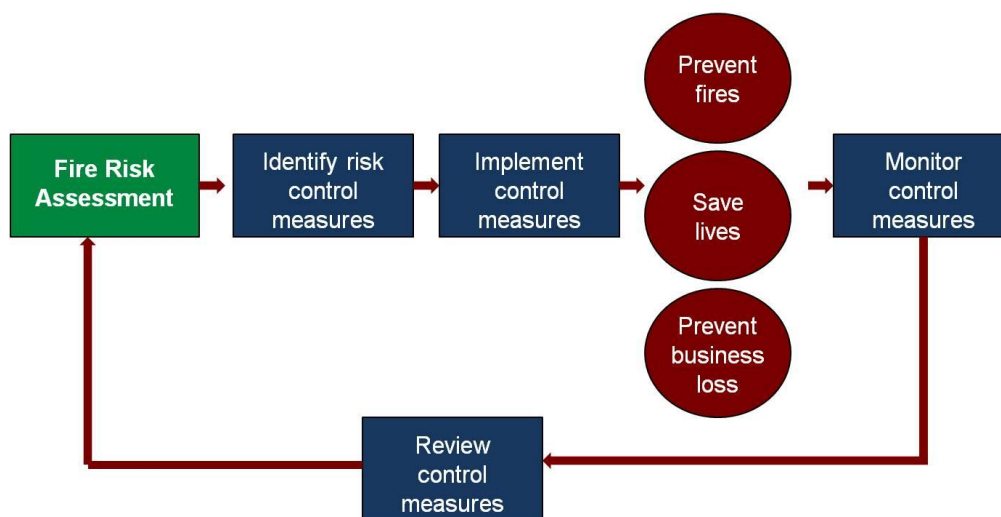 Fire Risk
Assessment
Identify risk
control
measures
Implement
control
measures
Prevent
fires
Save
lives
Prevent
business
loss
Monitor
control
measures
Review
control
measures